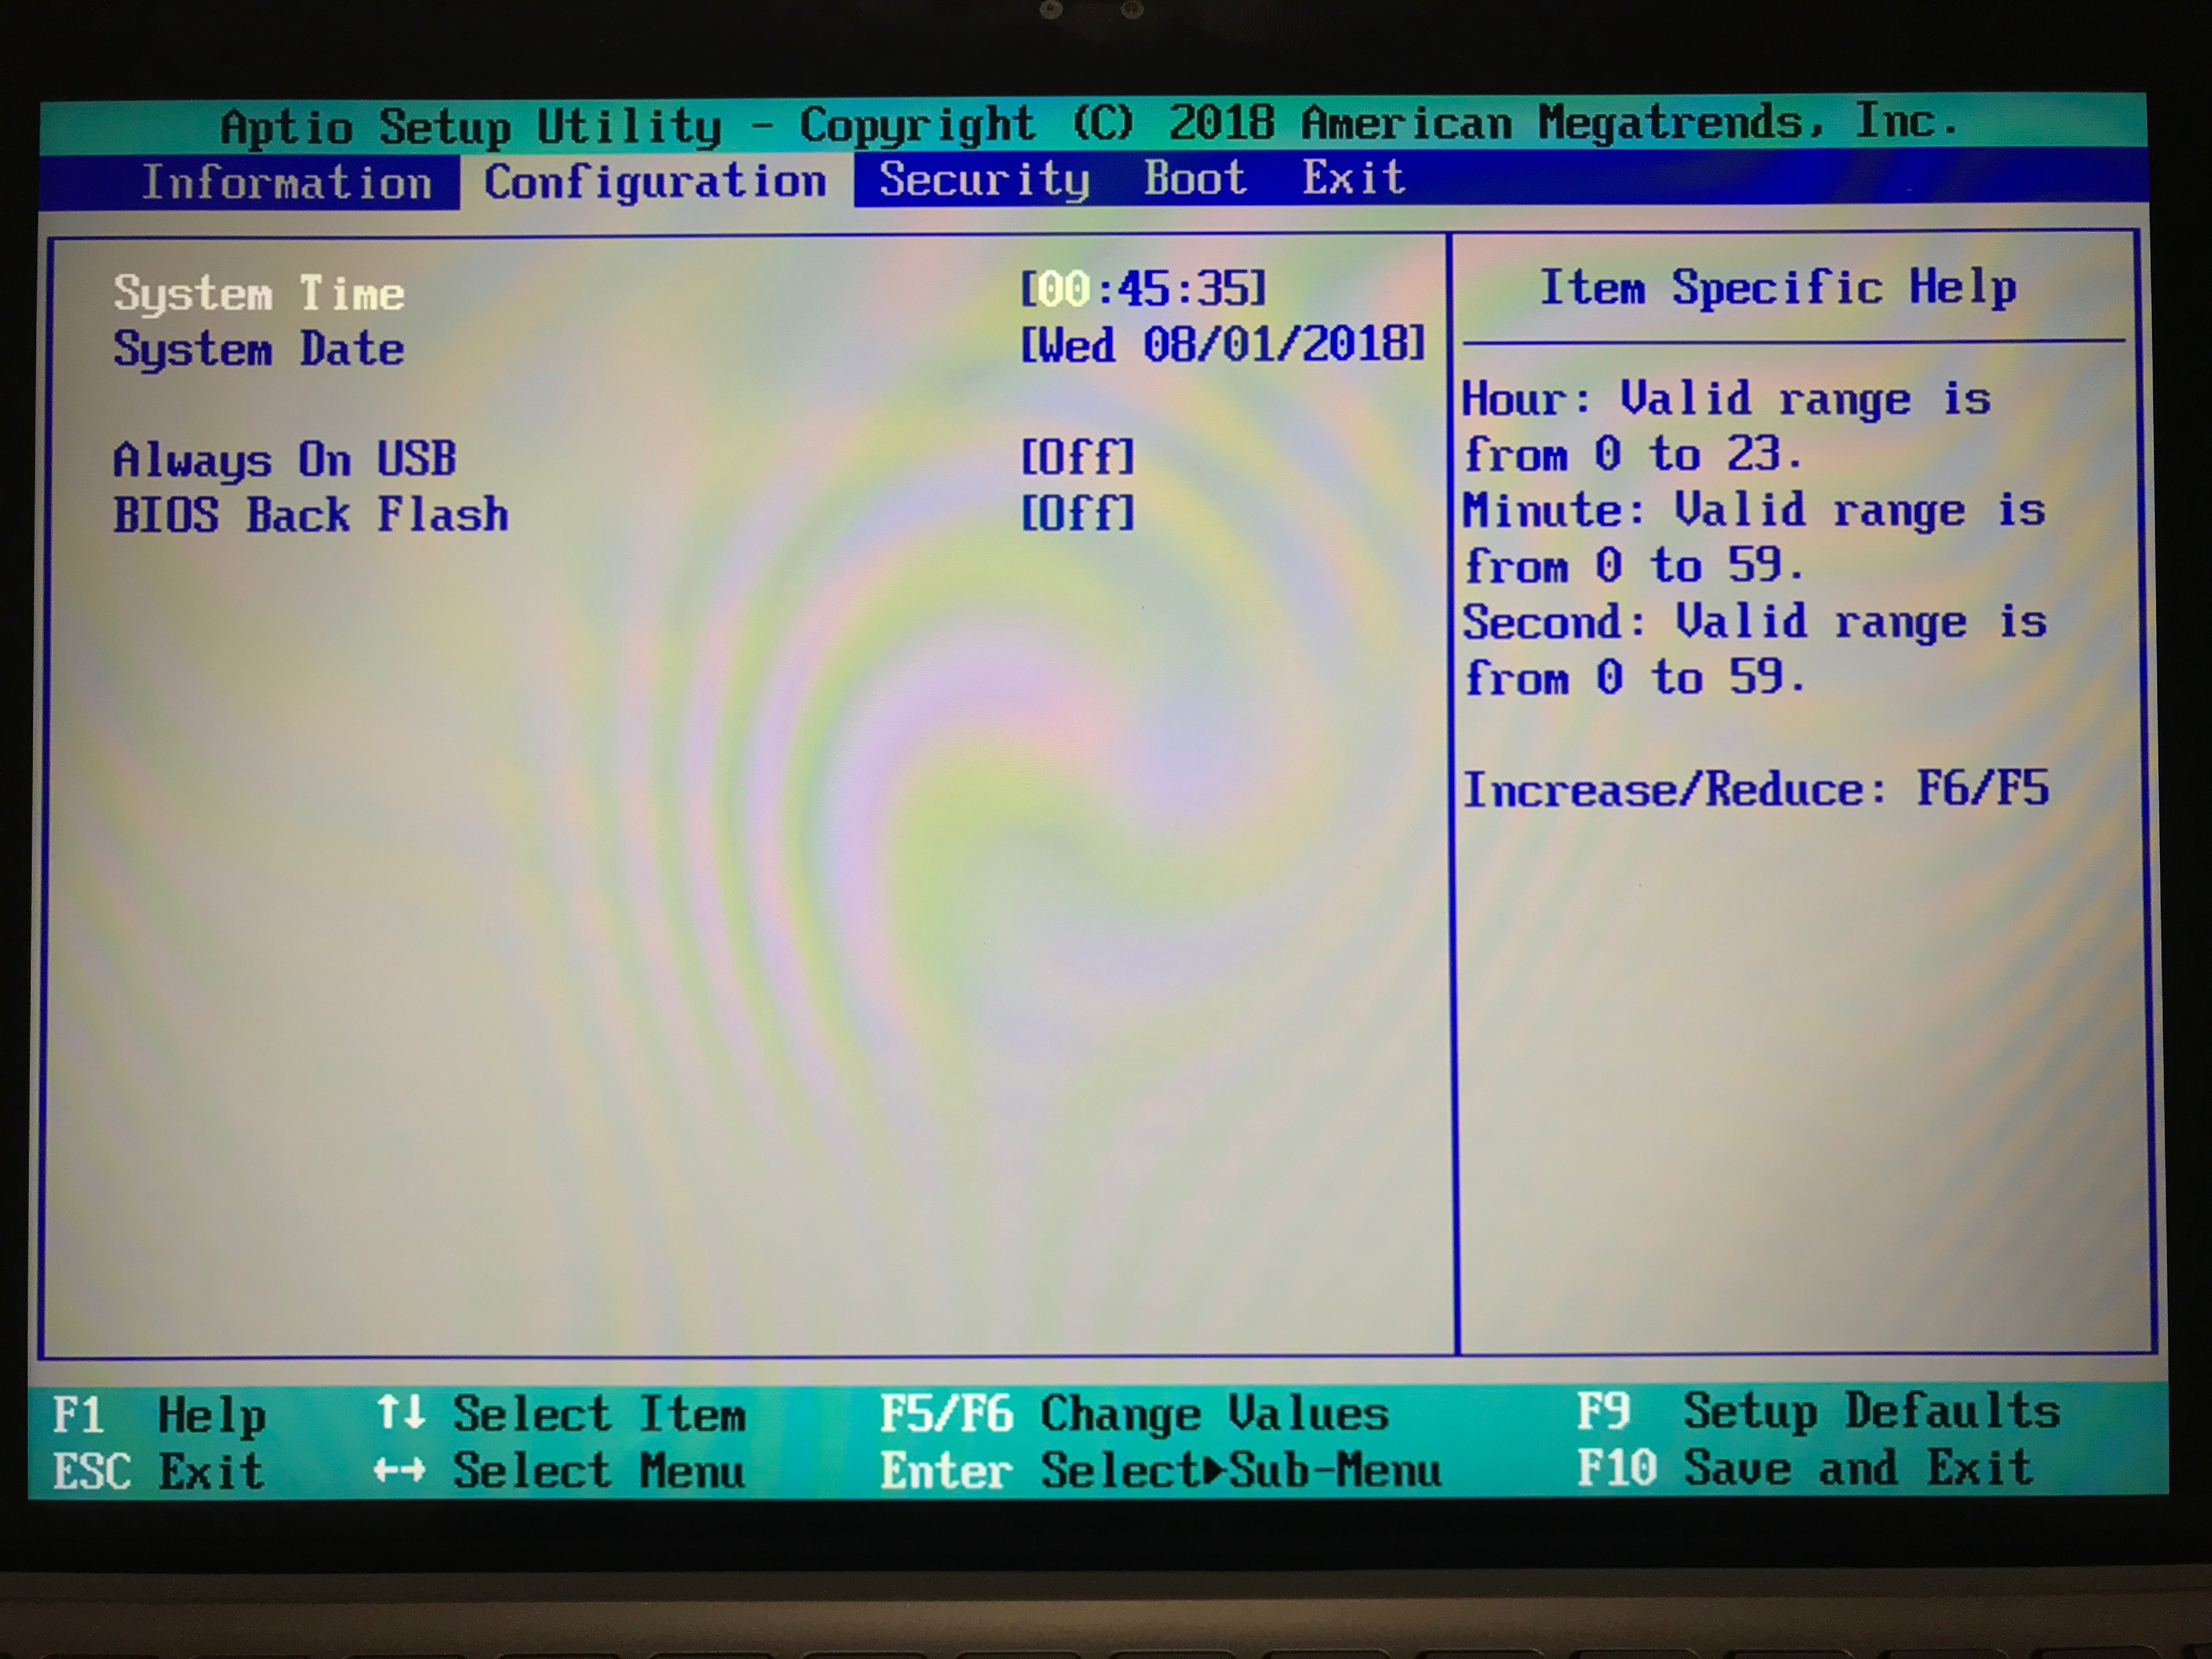 Aptio Setup Utility - Copyright (C) 2018 American Megatrends, Inc.
Information Configuration Security Boot Exit
System Time [00:45:35]
System Date [Wed 08/01/2018]
Always On USB [Off]
BIOS Back Flash [Off]
Item Specific Help
Hour: Valid range is
from 0 to 23.
Minute: Valid range is
from 0 to 59.
Second: Valid range is
from 0 to 59.
Increase/Reduce: F6/F5
F1 Help ↑↓ Select Item F5/F6 Change Values F9 Setup Defaults
ESC Exit ←→ Select Menu Enter Select▶Sub-Menu F10 Save and Exit